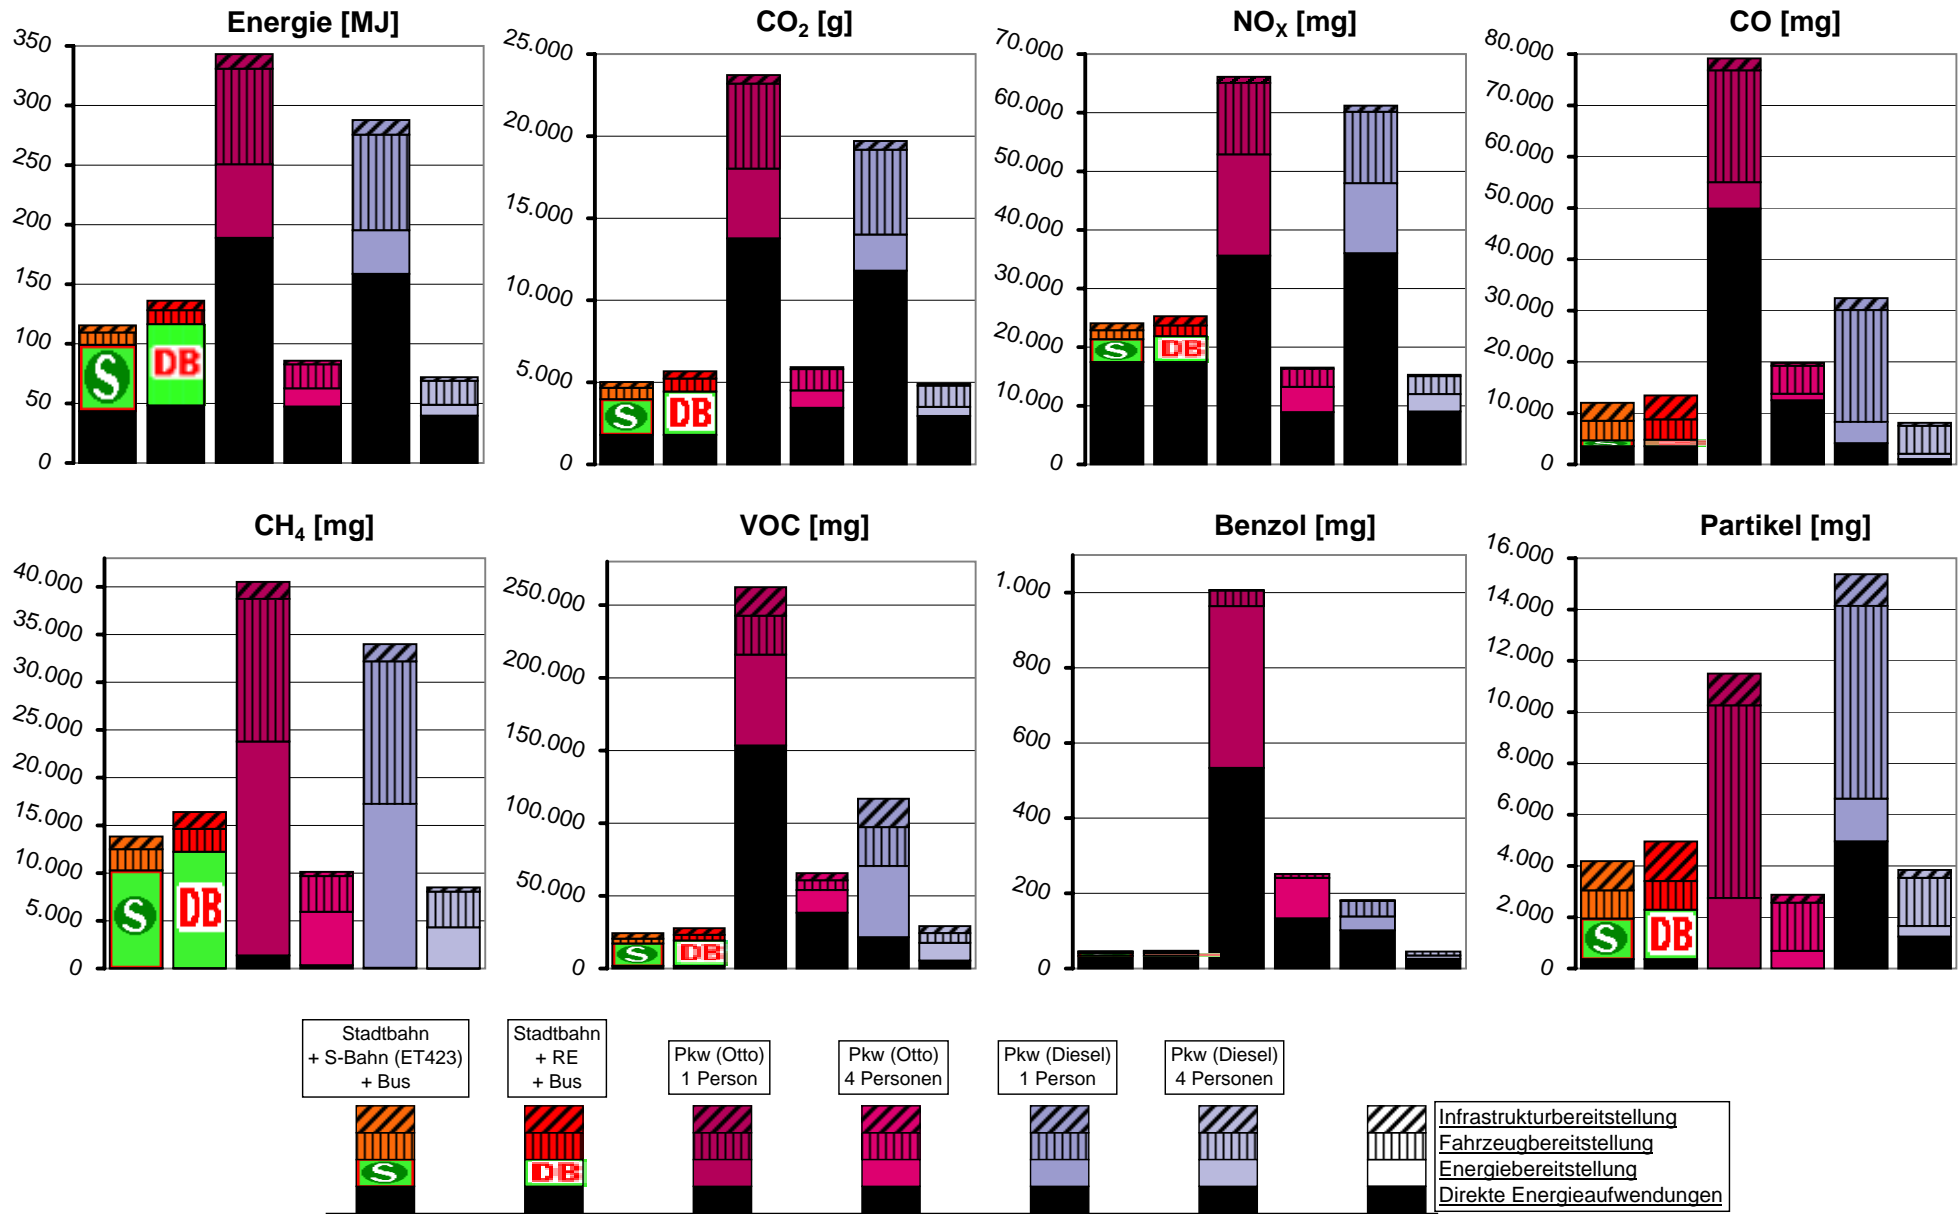 Energie [MJ]
350
300
250
200
150
100
50
0
S
DB
CO2 [g]
25.000
20.000
15.000
10.000
5.000
0
S
DB
NOX [mg]
70.000
60.000
50.000
40.000
30.000
20.000
10.000
0
S
DB
CO [mg]
80.000
70.000
60.000
50.000
40.000
30.000
20.000
10.000
0
CH4 [mg]
40.000
35.000
30.000
25.000
20.000
15.000
10.000
5.000
0
S
DB
VOC [mg]
250.000
200.000
150.000
100.000
50.000
0
S
DB
Benzol [mg]
1.000
800
600
400
200
0
Partikel [mg]
16.000
14.000
12.000
10.000
8.000
6.000
4.000
2.000
0
S
DB
Stadtbahn
+ S-Bahn (ET423)
+ Bus
Stadtbahn
+ RE
+ Bus
Pkw (Otto)
1 Person
Pkw (Otto)
4 Personen
Pkw (Diesel)
1 Person
Pkw (Diesel)
4 Personen
S
DB
Infrastrukturbereitstellung
Fahrzeugbereitstellung
Energiebereitstellung
Direkte Energieaufwendungen